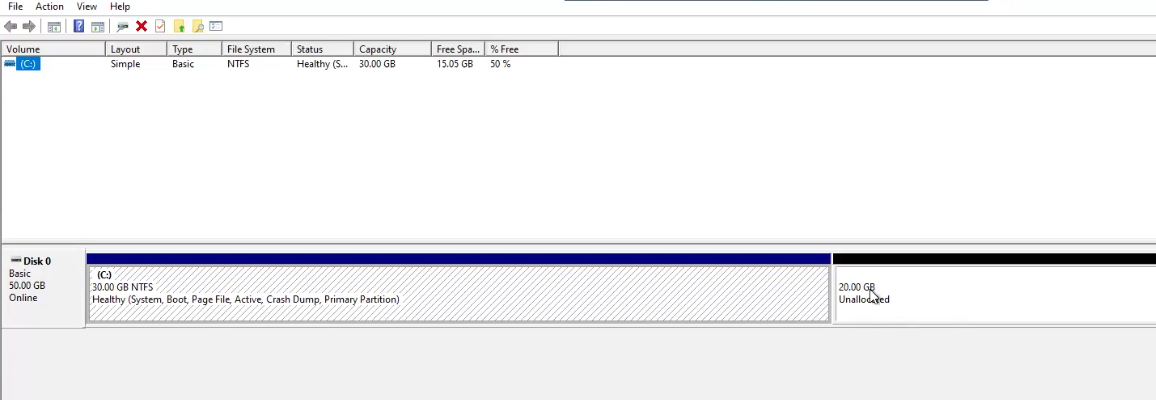 File Action View Help
Volume Layout Type File System Status Capacity Free Spa... % Free
(C:) Simple Basic NTFS Healthy (S... 30.00 GB 15.05 GB 50 %
Disk 0
Basic
50.00 GB
Online
(C:)
30.00 GB NTFS
Healthy (System, Boot, Page File, Active, Crash Dump, Primary Partition)
20.00 GB
Unallocated